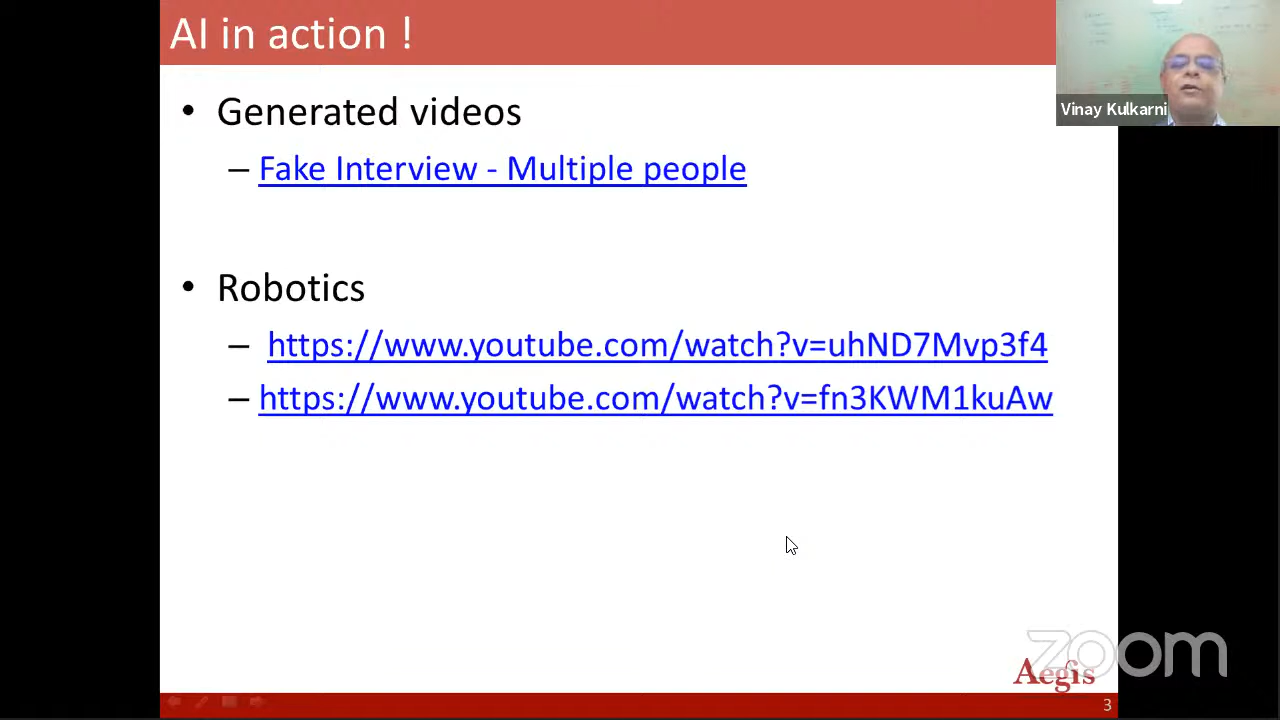 AI in action !
Vinay Kulkarni
• Generated videos
– Fake Interview - Multiple people
• Robotics
– https://www.youtube.com/watch?v=uhND7Mvp3f4
– https://www.youtube.com/watch?v=fn3KWM1kuAw
zoom
Aegis
3